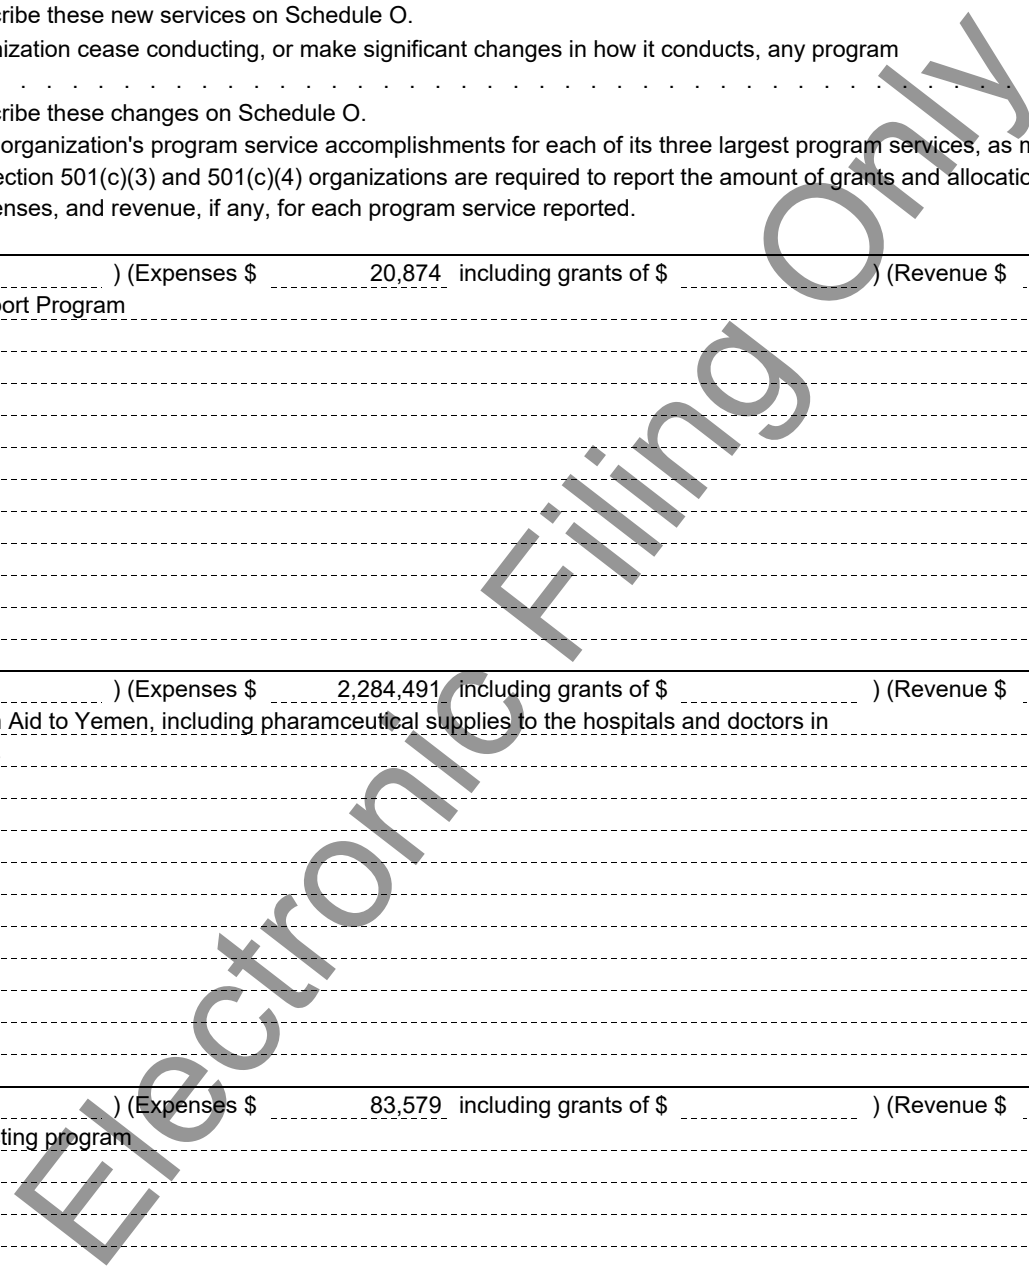 cribe these new services on Schedule O.
nization cease conducting, or make significant changes in how it conducts, any program
cribe these changes on Schedule O.
organization's program service accomplishments for each of its three largest program services, as m
ection 501(c)(3) and 501(c)(4) organizations are required to report the amount of grants and allocatio
enses, and revenue, if any, for each program service reported.
) (Expenses $ 20,874 including grants of $ ) (Revenue $
port Program
) (Expenses $ 2,284,491 including grants of $ ) (Revenue $
n Aid to Yemen, including pharamceutical supplies to the hospitals and doctors in
) (Expenses $ 83,579 including grants of $ ) (Revenue $
ting program
Electronic Filing Only